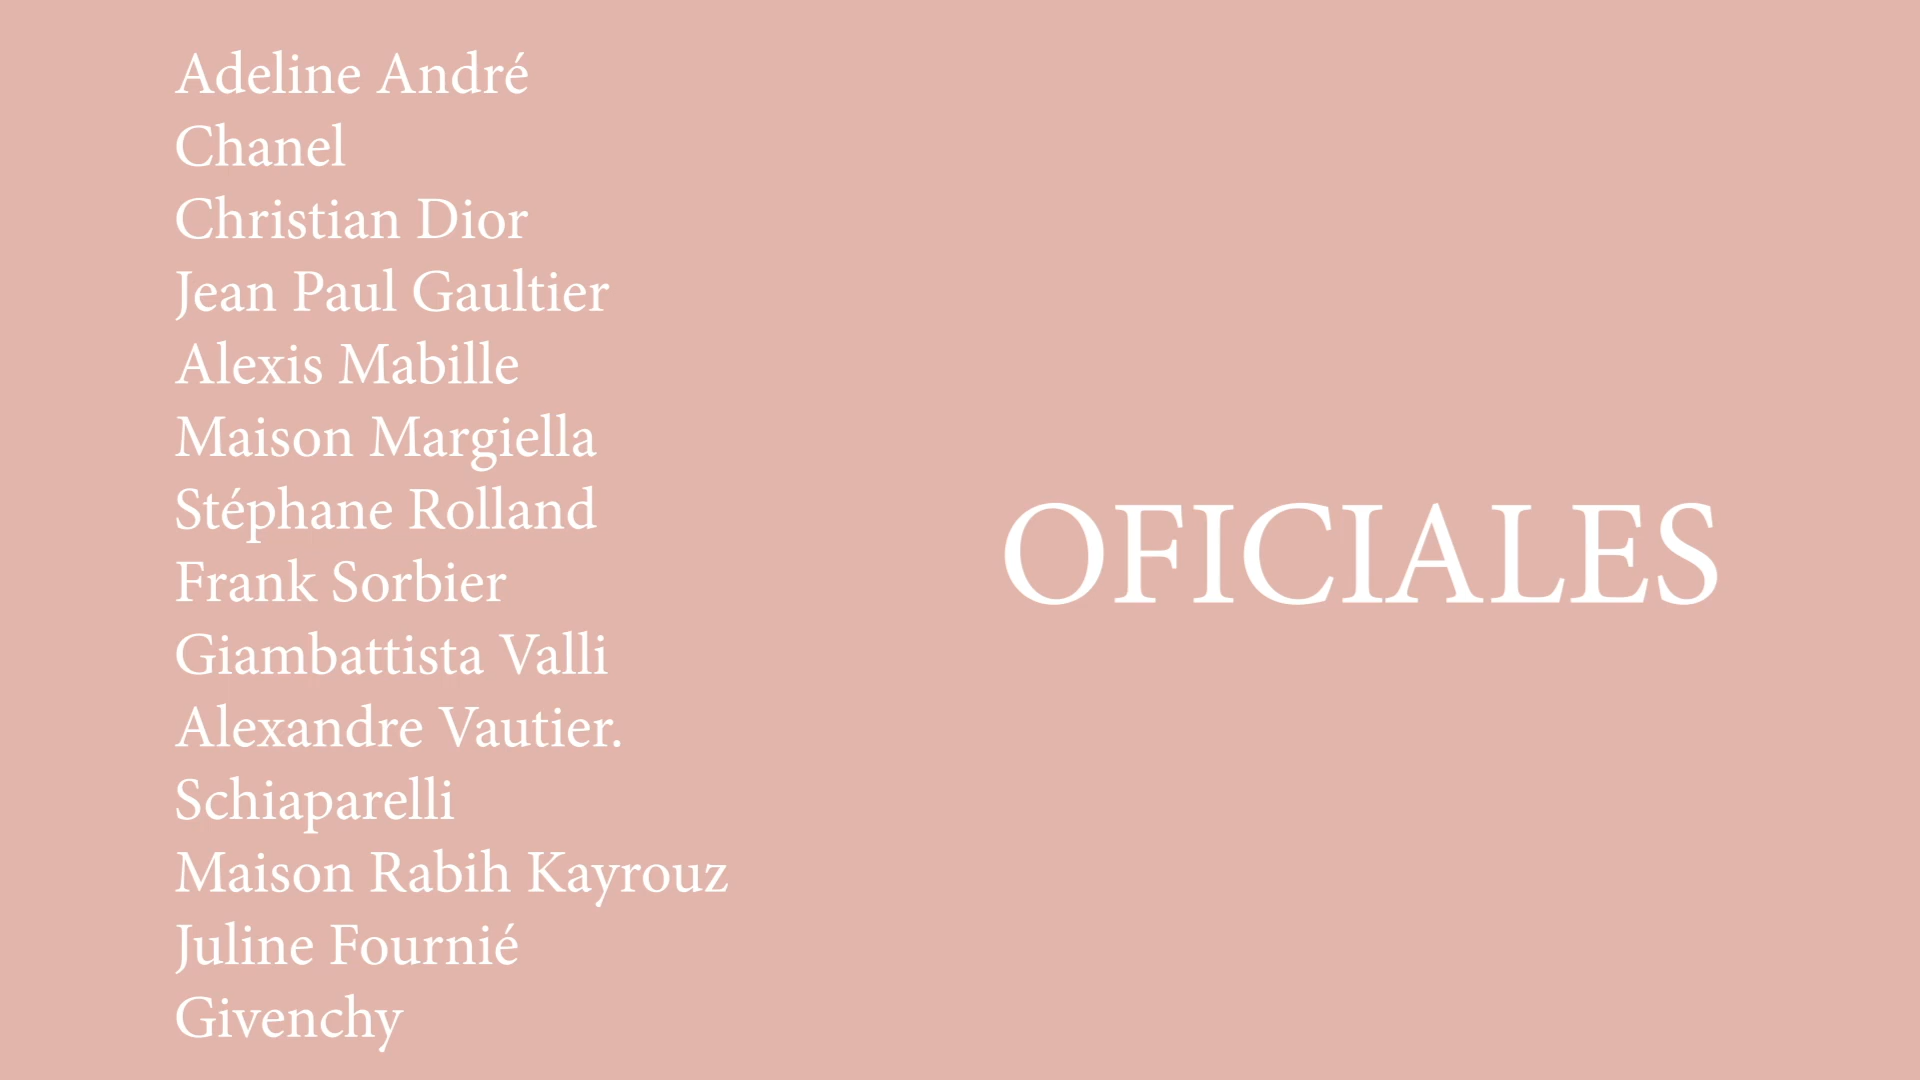 Adeline André
Chanel
Christian Dior
Jean Paul Gaultier
Alexis Mabille
Maison Margiella
Stéphane Rolland
Frank Sorbier
Giambattista Valli
Alexandre Vautier.
Schiaparelli
Maison Rabih Kayrouz
Juline Fournié
Givenchy
OFICIALES